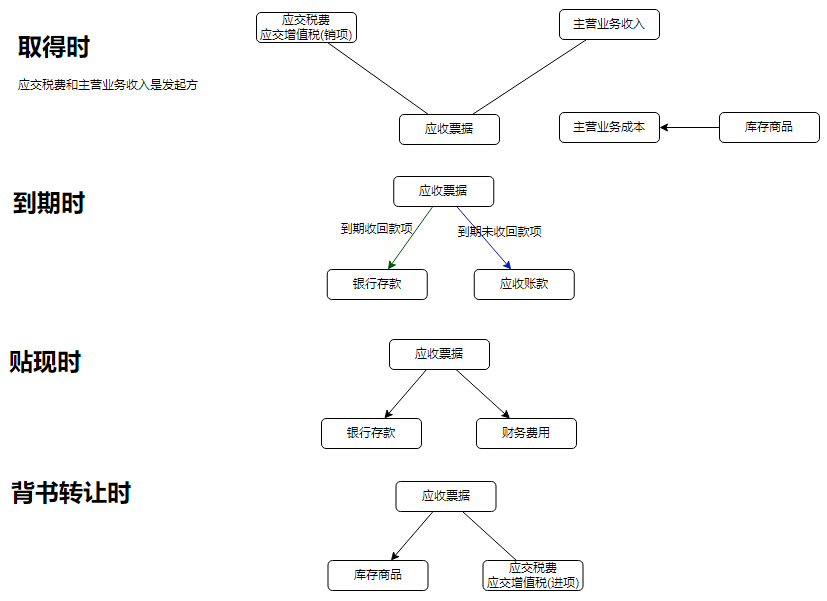 取得时
应交税费和主营业务收入是发起方
应交税费
应交增值税(销项)
主营业务收入
应收票据
主营业务成本
库存商品
到期时
应收票据
到期收回款项
到期未收回款项
银行存款
应收账款
贴现时
应收票据
银行存款
财务费用
背书转让时
应收票据
库存商品
应交税费
应交增值税(进项)